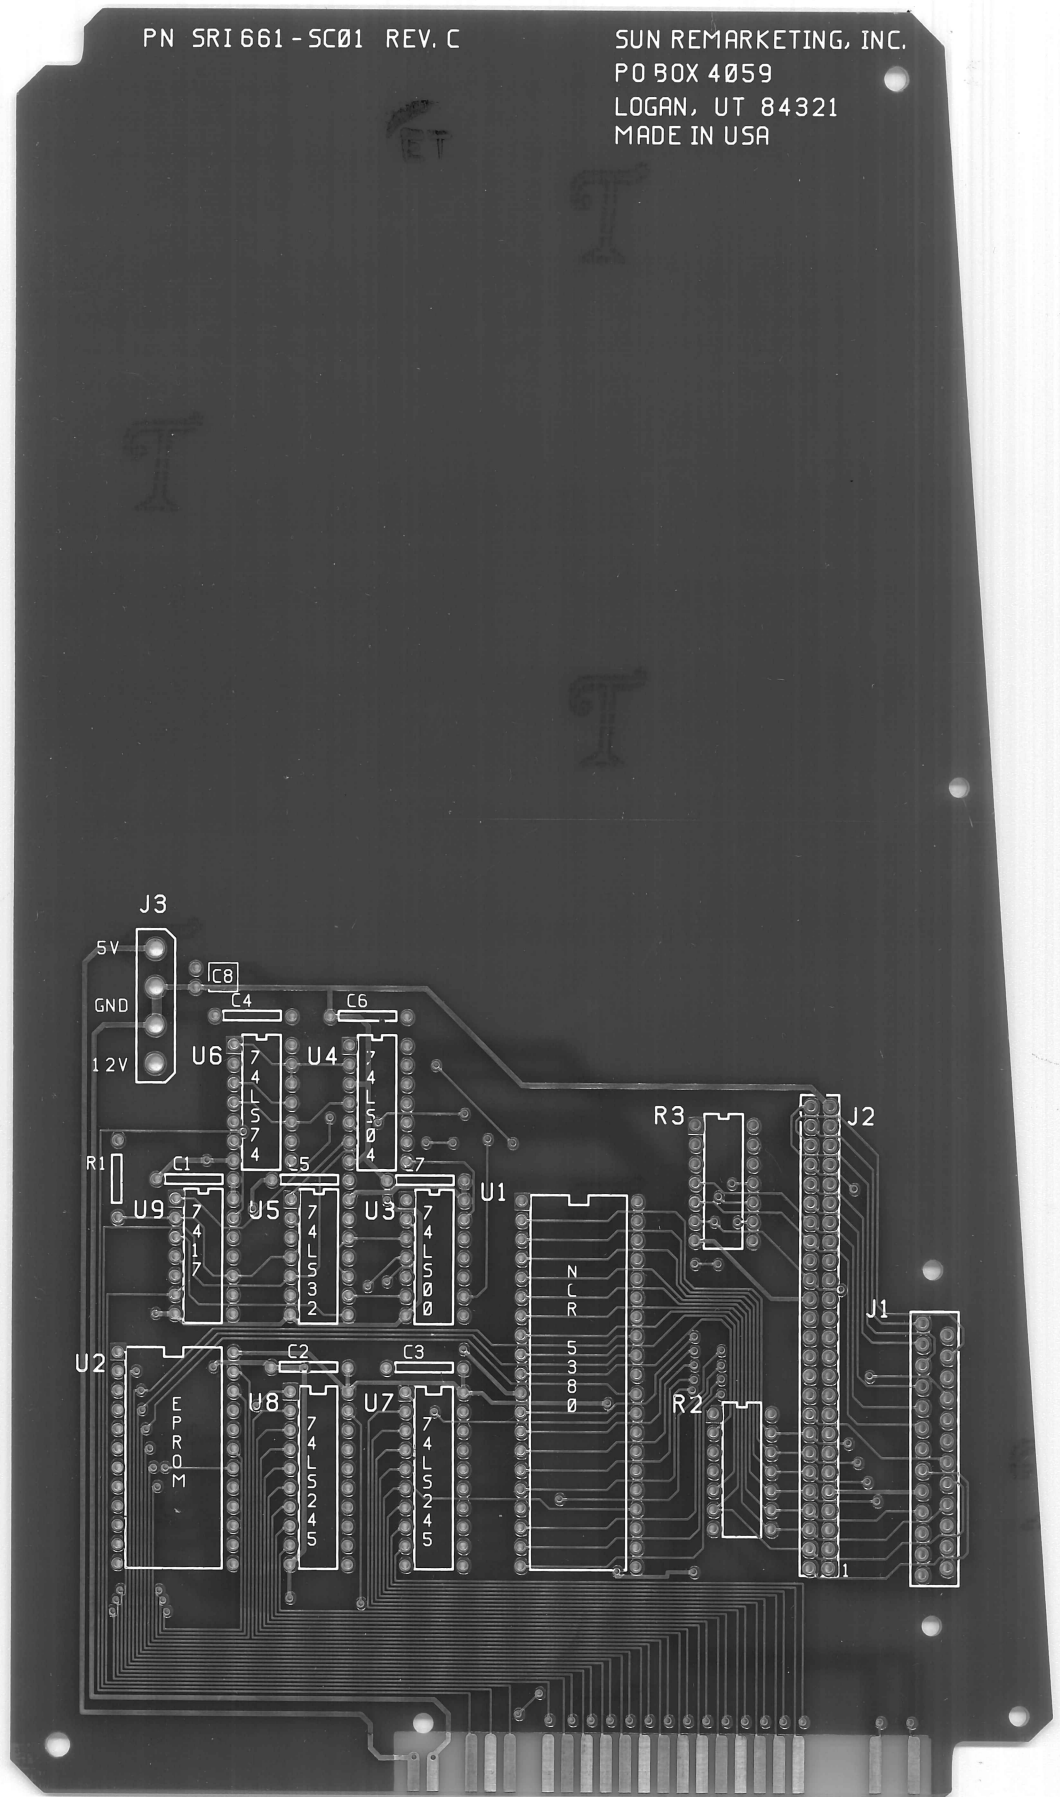 PN SRI661-SC01 REV. C
SUN REMARKETING, INC.
PO BOX 4059
LOGAN, UT 84321
MADE IN USA
ET
J3
5V
C8
GND
C4
C6
12V
U6
74LS74
U4
74LS04
R3
J2
R1
C1
C5
C7
U1
U9
7417
U5
74LS32
U3
74LS00
NCR 5380
J1
U2
EPROM
C2
C3
U8
74LS245
U7
74LS245
R2
1